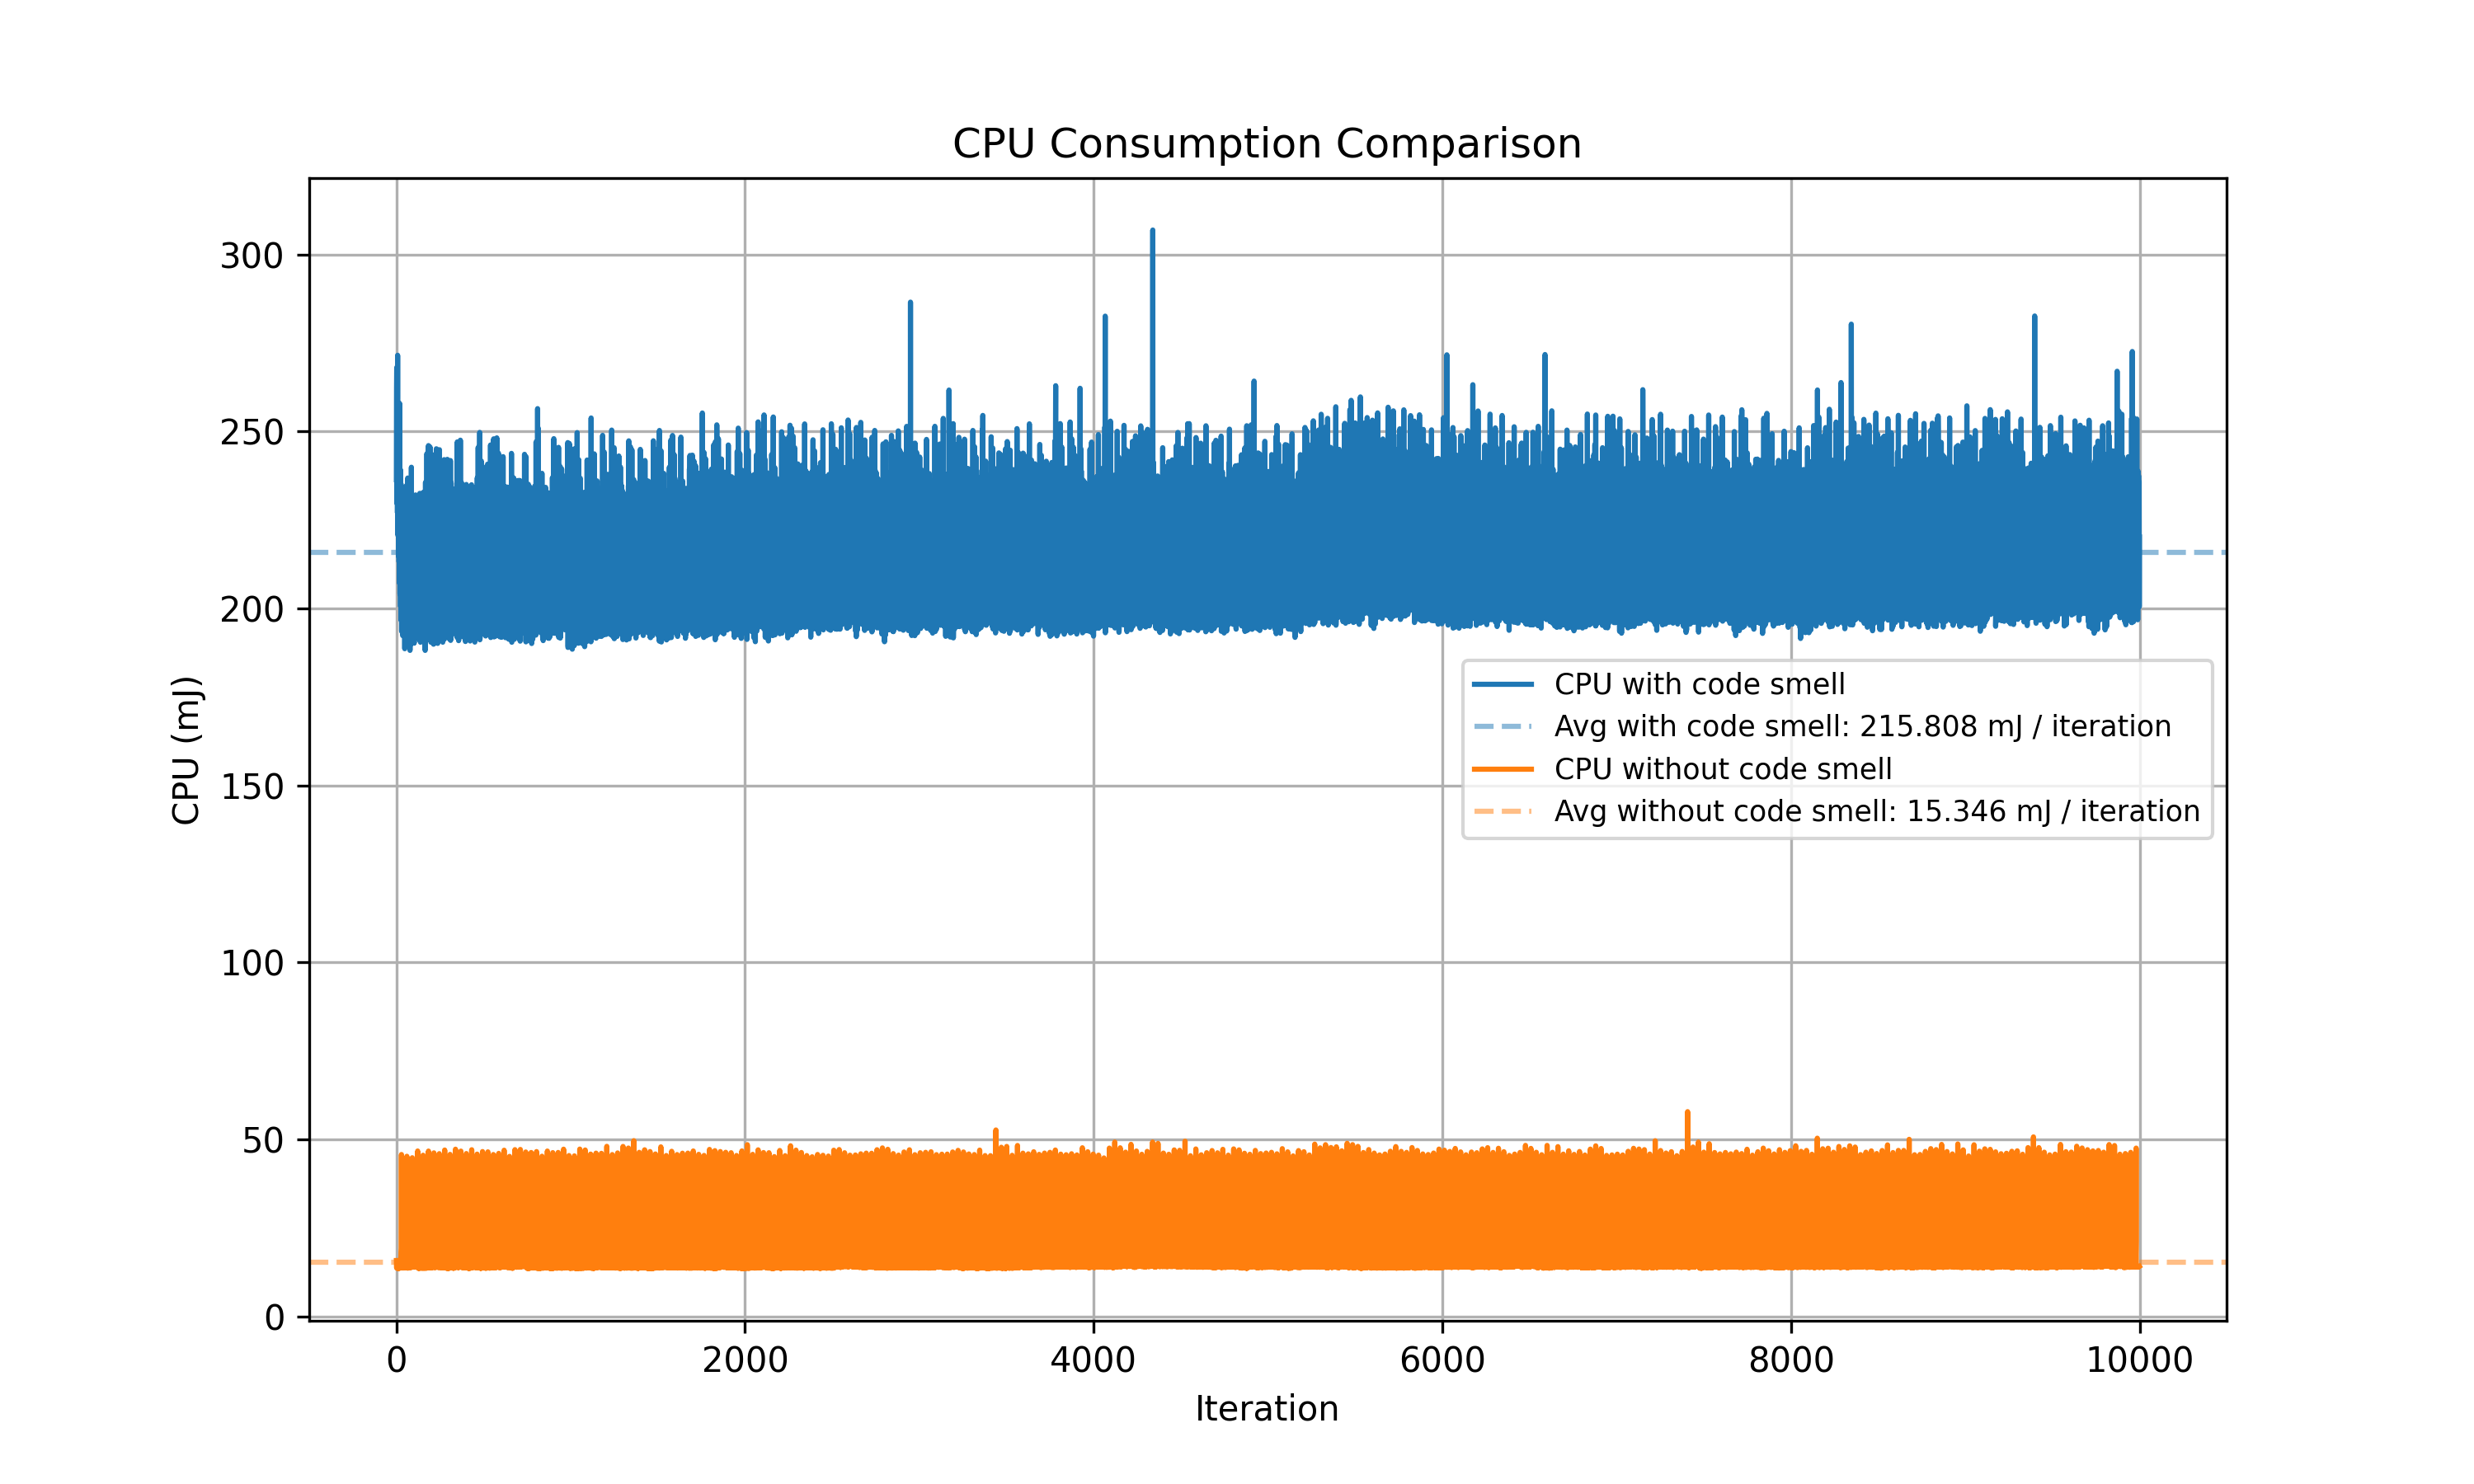 CPU Consumption Comparison
300
250
200
150
100
50
0
CPU (mJ)
CPU with code smell
Avg with code smell: 215.808 mJ / iteration
CPU without code smell
Avg without code smell: 15.346 mJ / iteration
0 2000 4000 6000 8000 10000
Iteration